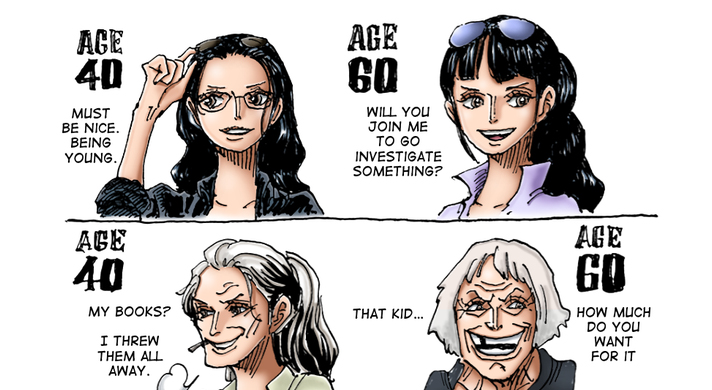 AGE
40
MUST
BE NICE.
BEING
YOUNG.
AGE
60
WILL YOU
JOIN ME
TO GO
INVESTIGATE
SOMETHING?
AGE
40
MY BOOKS?
I THREW
THEM ALL
AWAY.
THAT KID...
AGE
60
HOW MUCH
DO YOU
WANT
FOR IT